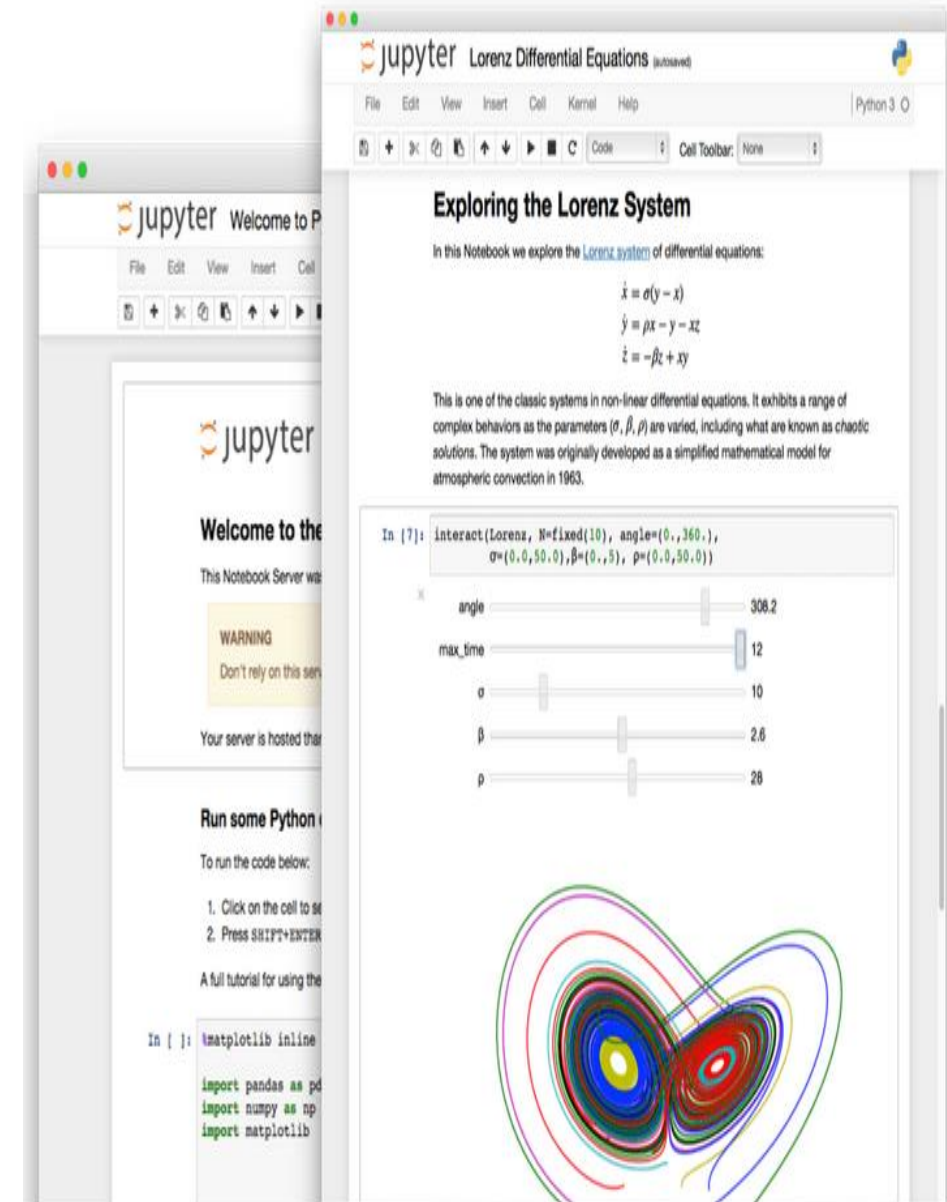 jupyter Lorenz Differential Equations (autosaved)
File Edit View Insert Cell Kernel Help Python 3
Code Cell Toolbar: None
Exploring the Lorenz System
In this Notebook we explore the Lorenz system of differential equations:
ẋ = σ(y − x)
ẏ = ρx − y − xz
ż = −βz + xy
This is one of the classic systems in non-linear differential equations. It exhibits a range of
complex behaviors as the parameters (σ, β, ρ) are varied, including what are known as chaotic
solutions. The system was originally developed as a simplified mathematical model for
atmospheric convection in 1963.
In [7]: interact(Lorenz, N=fixed(10), angle=(0.,360.),
σ=(0.0,50.0),β=(0.,5), ρ=(0.0,50.0))
angle 308.2
max_time 12
σ 10
β 2.6
ρ 28
jupyter Welcome to P
File Edit View Insert Cell
jupyter
Welcome to the
This Notebook Server was
WARNING
Don't rely on this serv
Your server is hosted than
Run some Python c
To run the code below:
1. Click on the cell to se
2. Press SHIFT+ENTER
A full tutorial for using the
In [ ]: %matplotlib inline
import pandas as pd
import numpy as np
import matplotlib